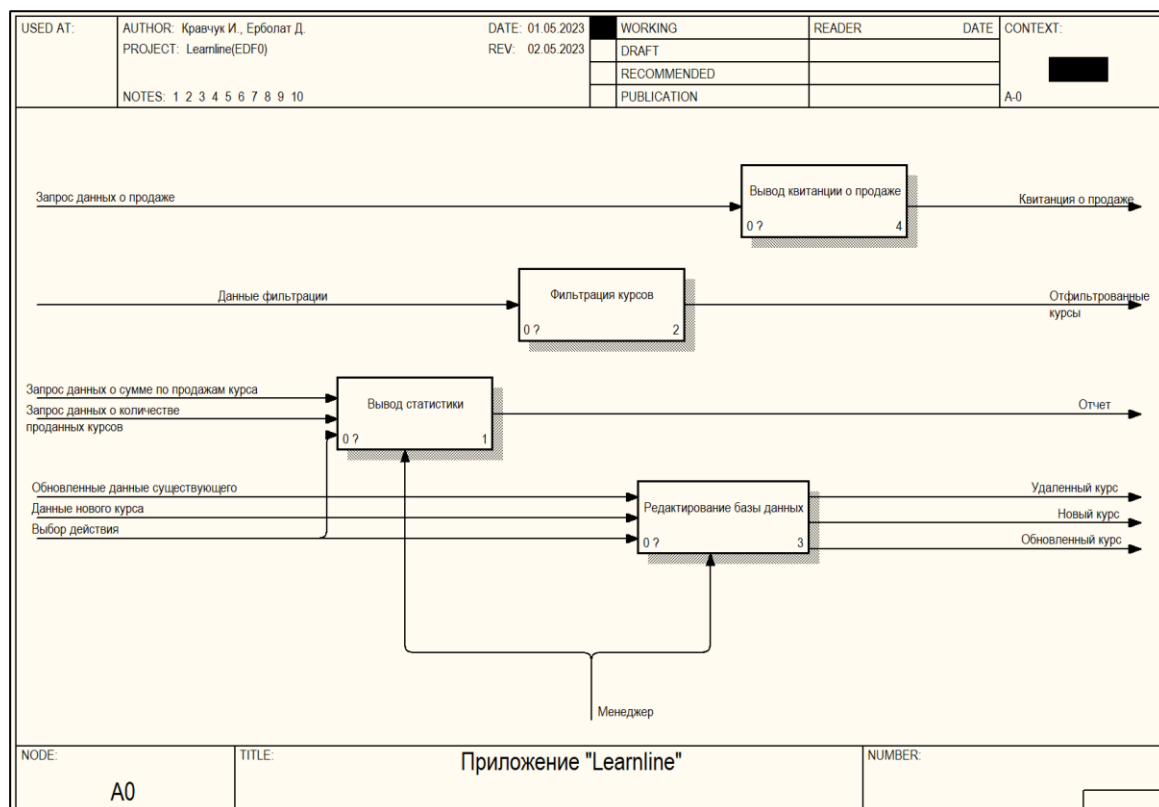 USED AT:
AUTHOR: Кравчук И., Ерболат Д.
DATE: 01.05.2023
PROJECT: Learnline(EDF0)
REV: 02.05.2023
NOTES: 1 2 3 4 5 6 7 8 9 10
WORKING
DRAFT
RECOMMENDED
PUBLICATION
READER DATE
CONTEXT:
A-0
Запрос данных о продаже
Вывод квитанции о продаже
0 ? 4
Квитанция о продаже
Данные фильтрации
Фильтрация курсов
0 ? 2
Отфильтрованные
курсы
Запрос данных о сумме по продажам курса
Запрос данных о количестве
проданных курсов
Вывод статистики
0 ? 1
Отчет
Обновленные данные существующего
Данные нового курса
Выбор действия
Редактирование базы данных
0 ? 3
Удаленный курс
Новый курс
Обновленный курс
Менеджер
NODE:
A0
TITLE:
Приложение "Learnline"
NUMBER: